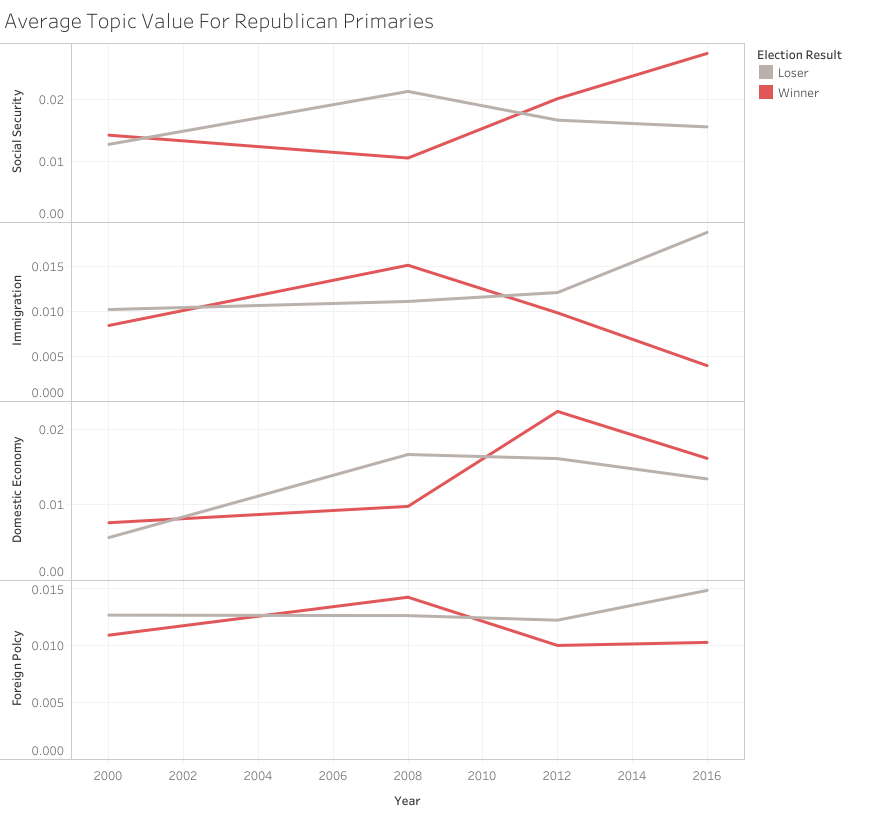 Average Topic Value For Republican Primaries
Election Result
Loser
Winner
Social Security
0.02
0.01
0.00
Immigration
0.015
0.010
0.005
0.000
Domestic Economy
0.02
0.01
0.00
Foreign Polcy
0.015
0.010
0.005
0.000
2000 2002 2004 2006 2008 2010 2012 2014 2016
Year